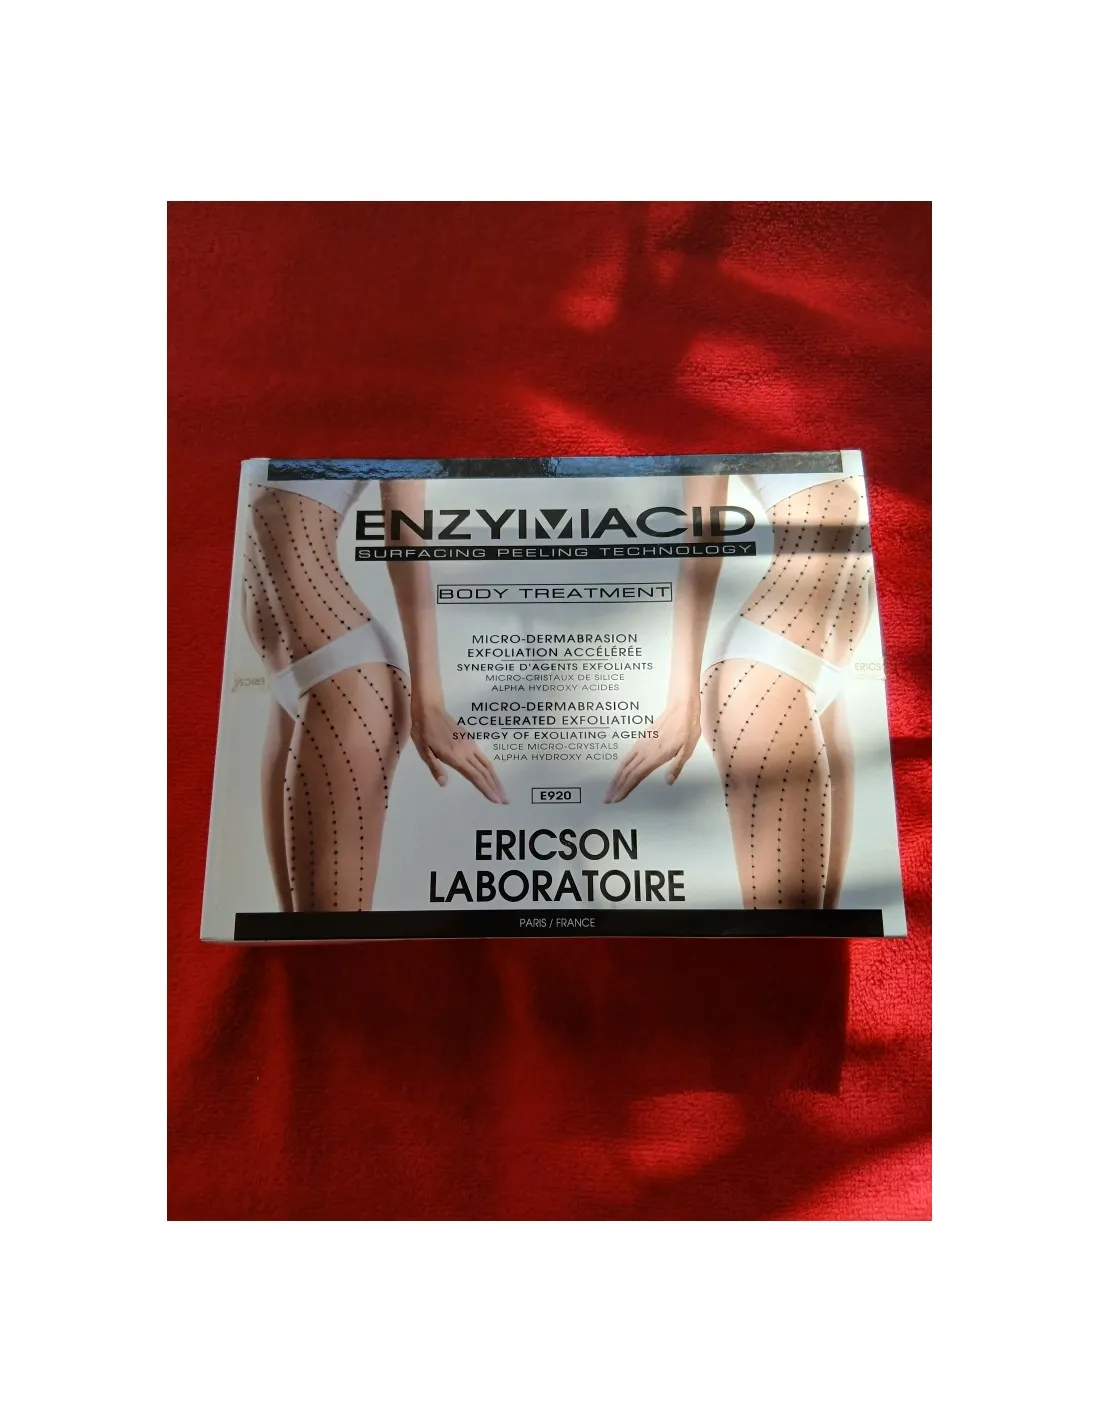 ENZYMACID
SURFACING PEELING TECHNOLOGY
BODY TREATMENT
MICRO-DERMABRASION
EXFOLIATION ACCÉLÉRÉE
SYNERGIE D'AGENTS EXFOLIANTS
MICRO-CRISTAUX DE SILICE
ALPHA HYDROXY ACIDES
MICRO-DERMABRASION
ACCELERATED EXFOLIATION
SYNERGY OF EXOLIATING AGENTS
SILICE MICRO-CRYSTALS
ALPHA HYDROXY ACIDS
E920
ERICSON
LABORATOIRE
PARIS / FRANCE